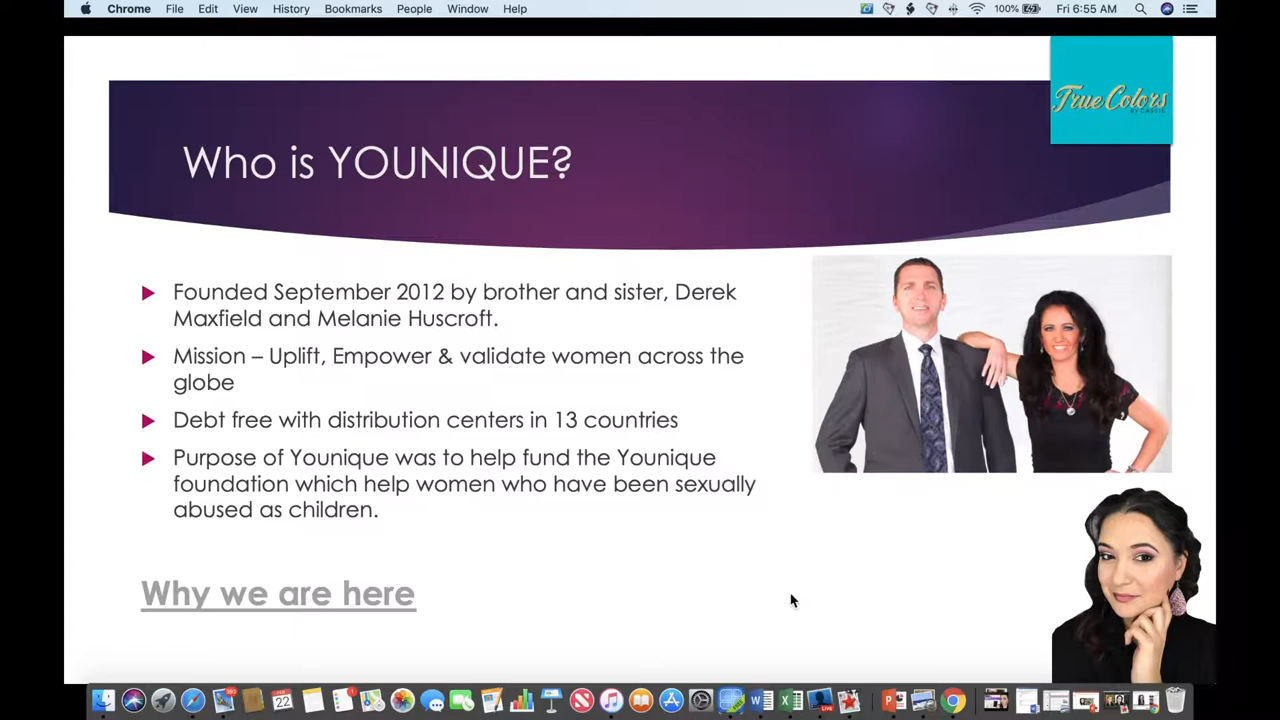 Chrome File Edit View History Bookmarks People Window Help 100% Fri 6:55 AM
True Colors
BY CASSIE
Who is YOUNIQUE?
Founded September 2012 by brother and sister, Derek
Maxfield and Melanie Huscroft.
Mission – Uplift, Empower & validate women across the
globe
Debt free with distribution centers in 13 countries
Purpose of Younique was to help fund the Younique
foundation which help women who have been sexually
abused as children.
Why we are here